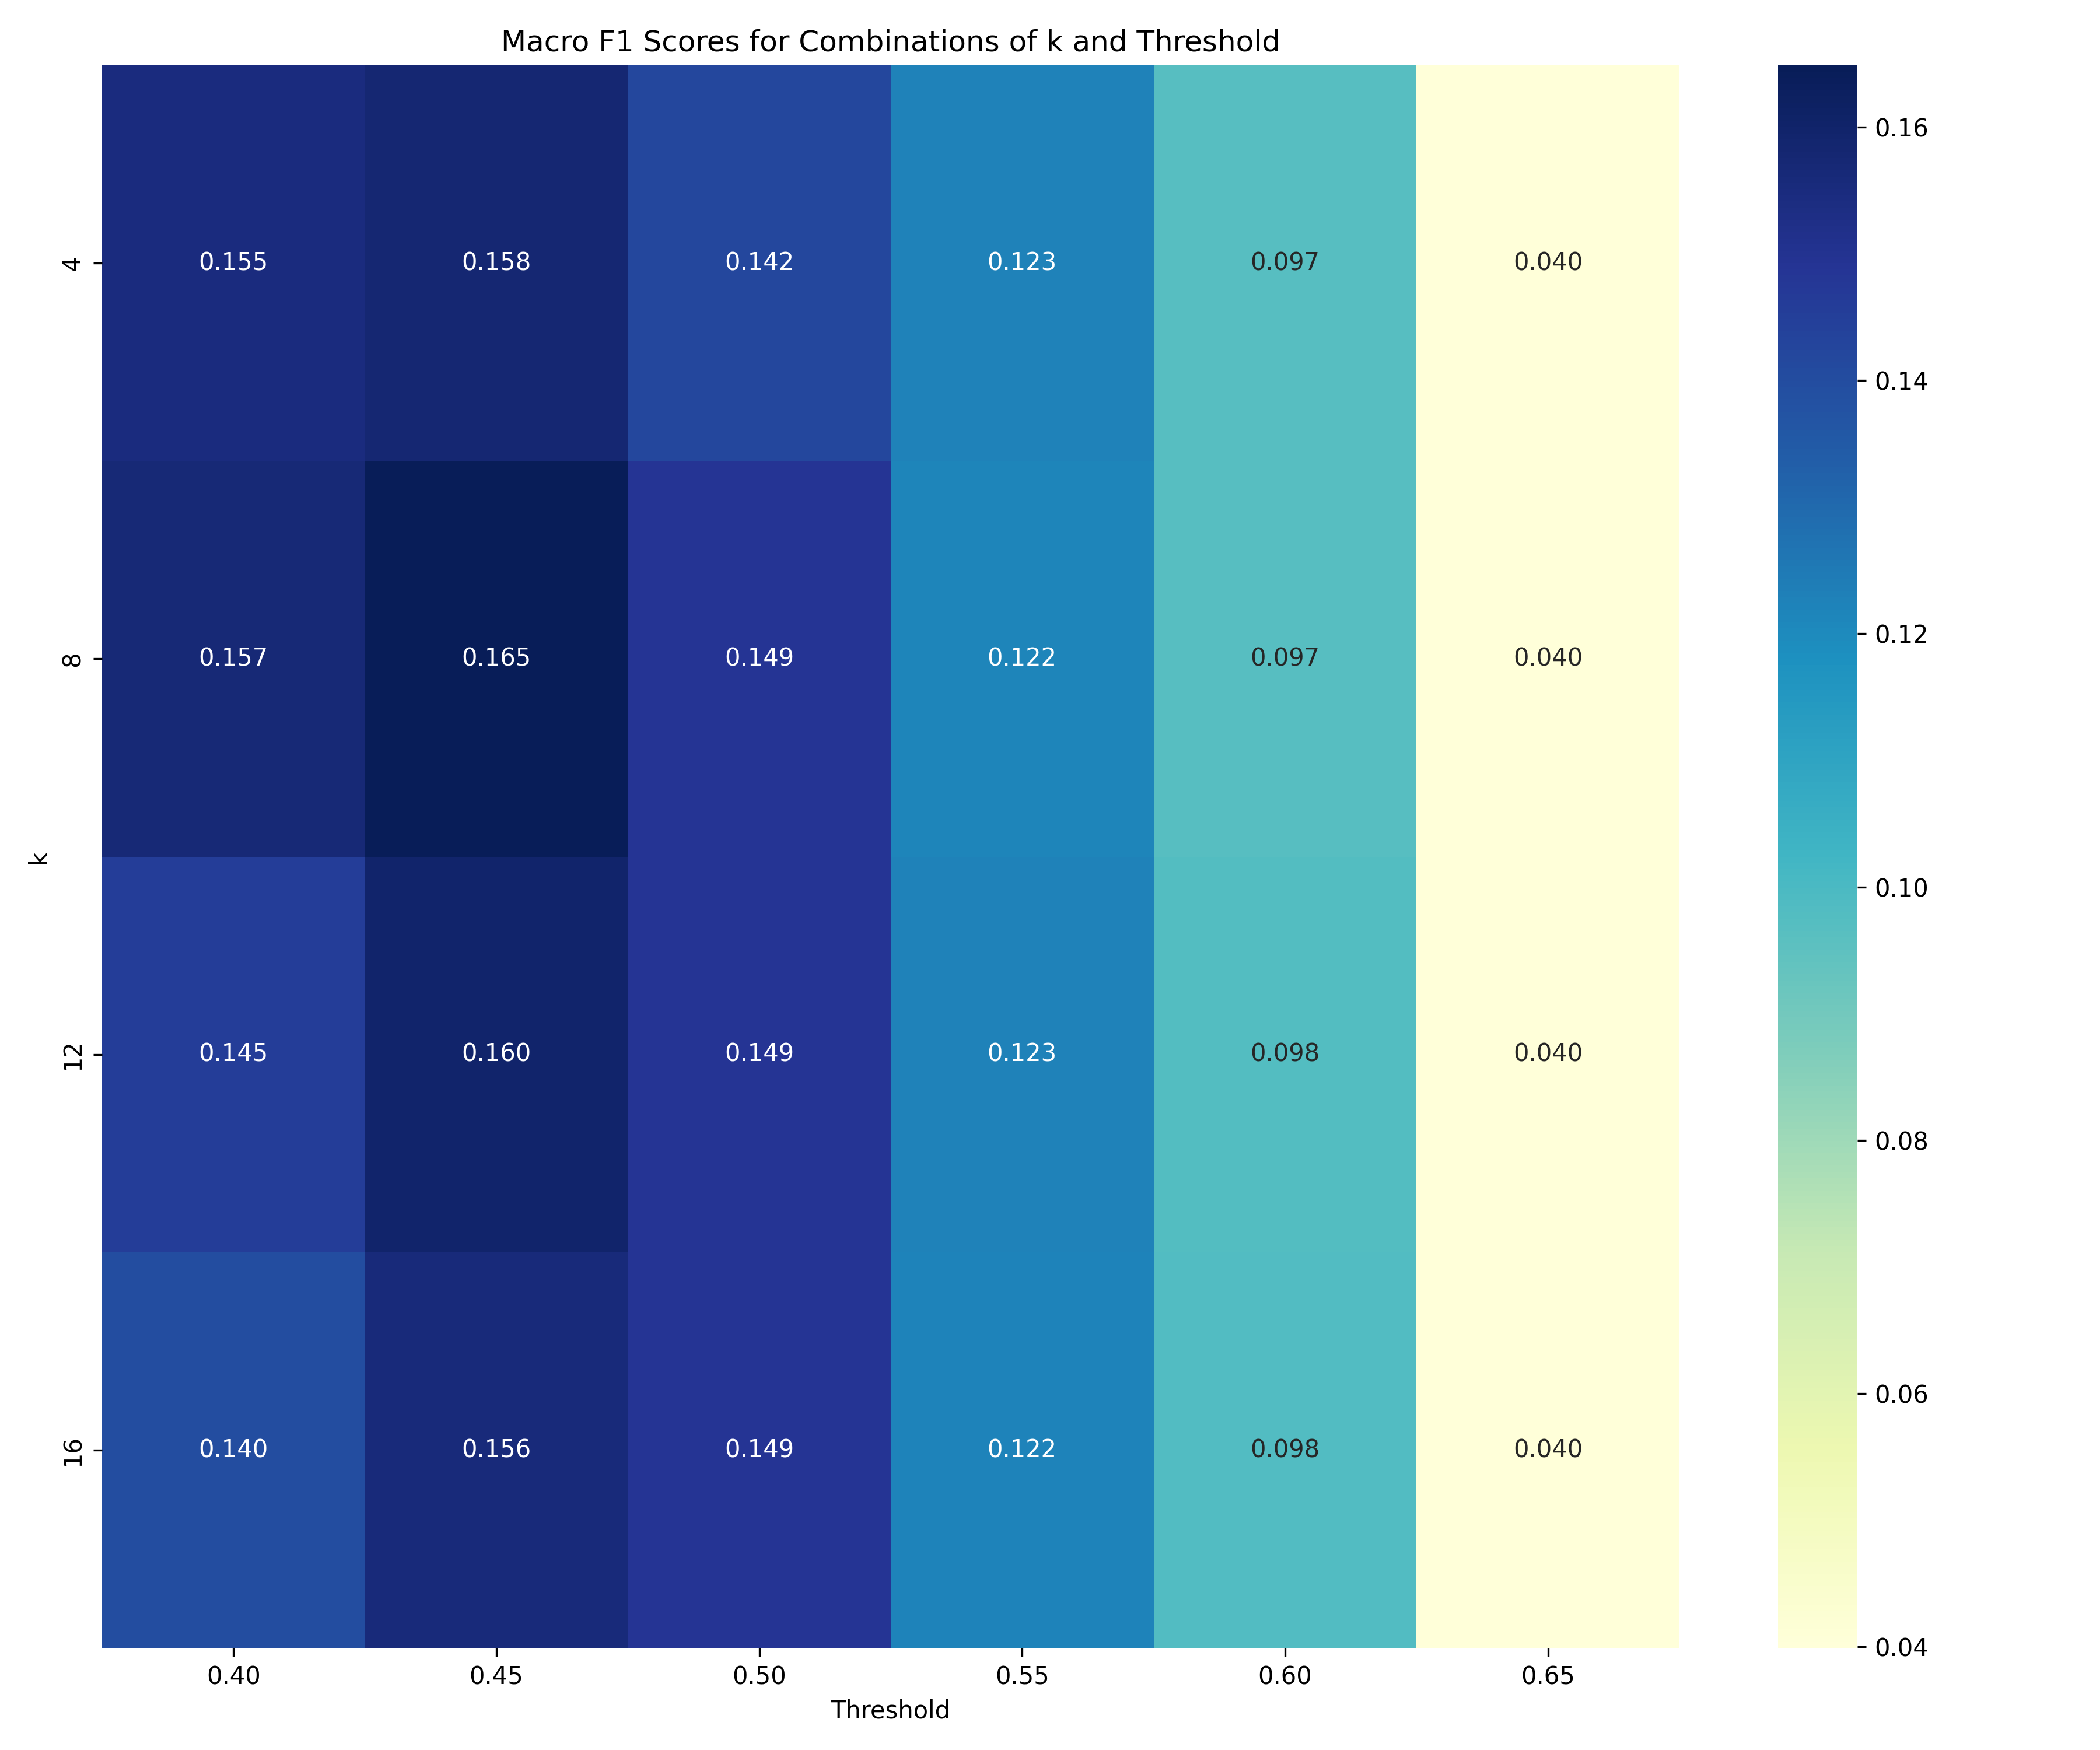 Macro F1 Scores for Combinations of k and Threshold
4 0.155 0.158 0.142 0.123 0.097 0.040
8 0.157 0.165 0.149 0.122 0.097 0.040
k
12 0.145 0.160 0.149 0.123 0.098 0.040
16 0.140 0.156 0.149 0.122 0.098 0.040
0.40 0.45 0.50 0.55 0.60 0.65
Threshold
0.16
0.14
0.12
0.10
0.08
0.06
0.04